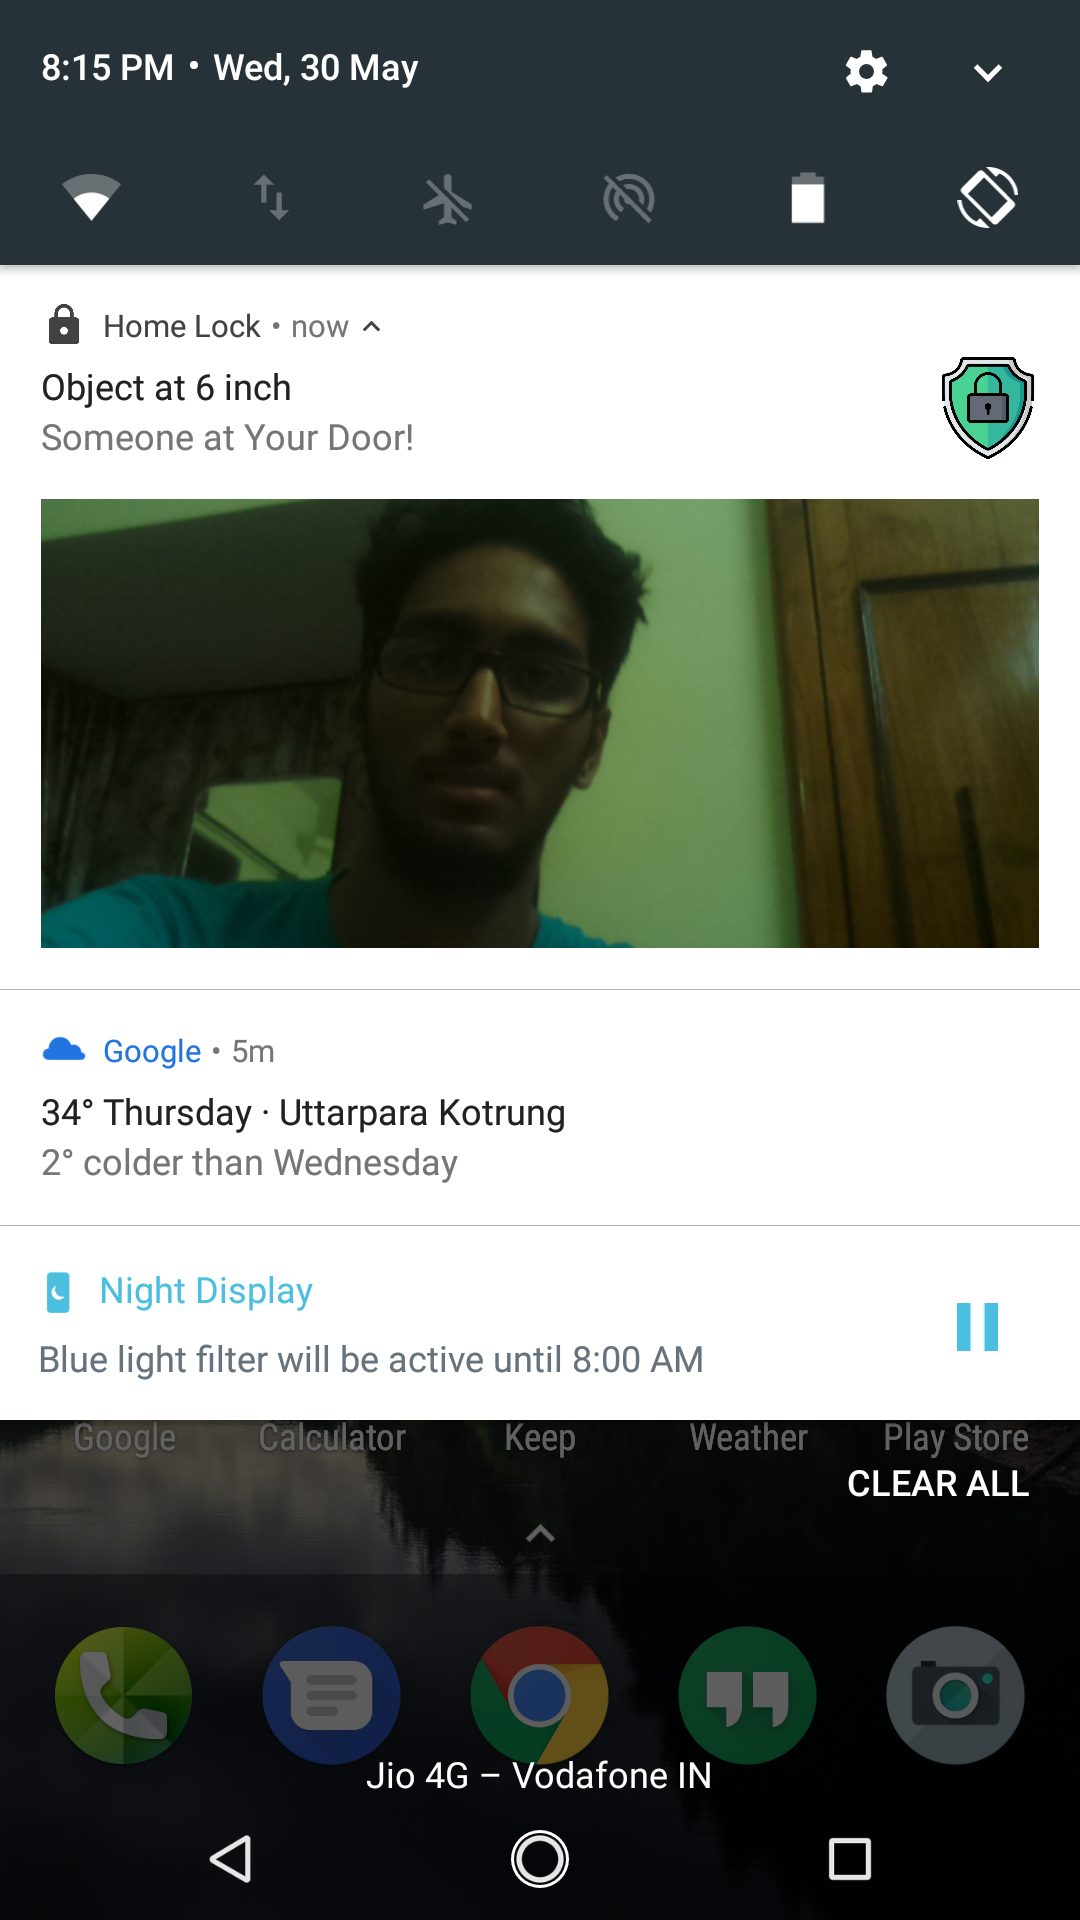 8:15 PM • Wed, 30 May
Home Lock • now
Object at 6 inch
Someone at Your Door!
Google • 5m
34° Thursday · Uttarpara Kotrung
2° colder than Wednesday
Night Display
Blue light filter will be active until 8:00 AM
Google Calculator Keep Weather Play Store
CLEAR ALL
Jio 4G – Vodafone IN